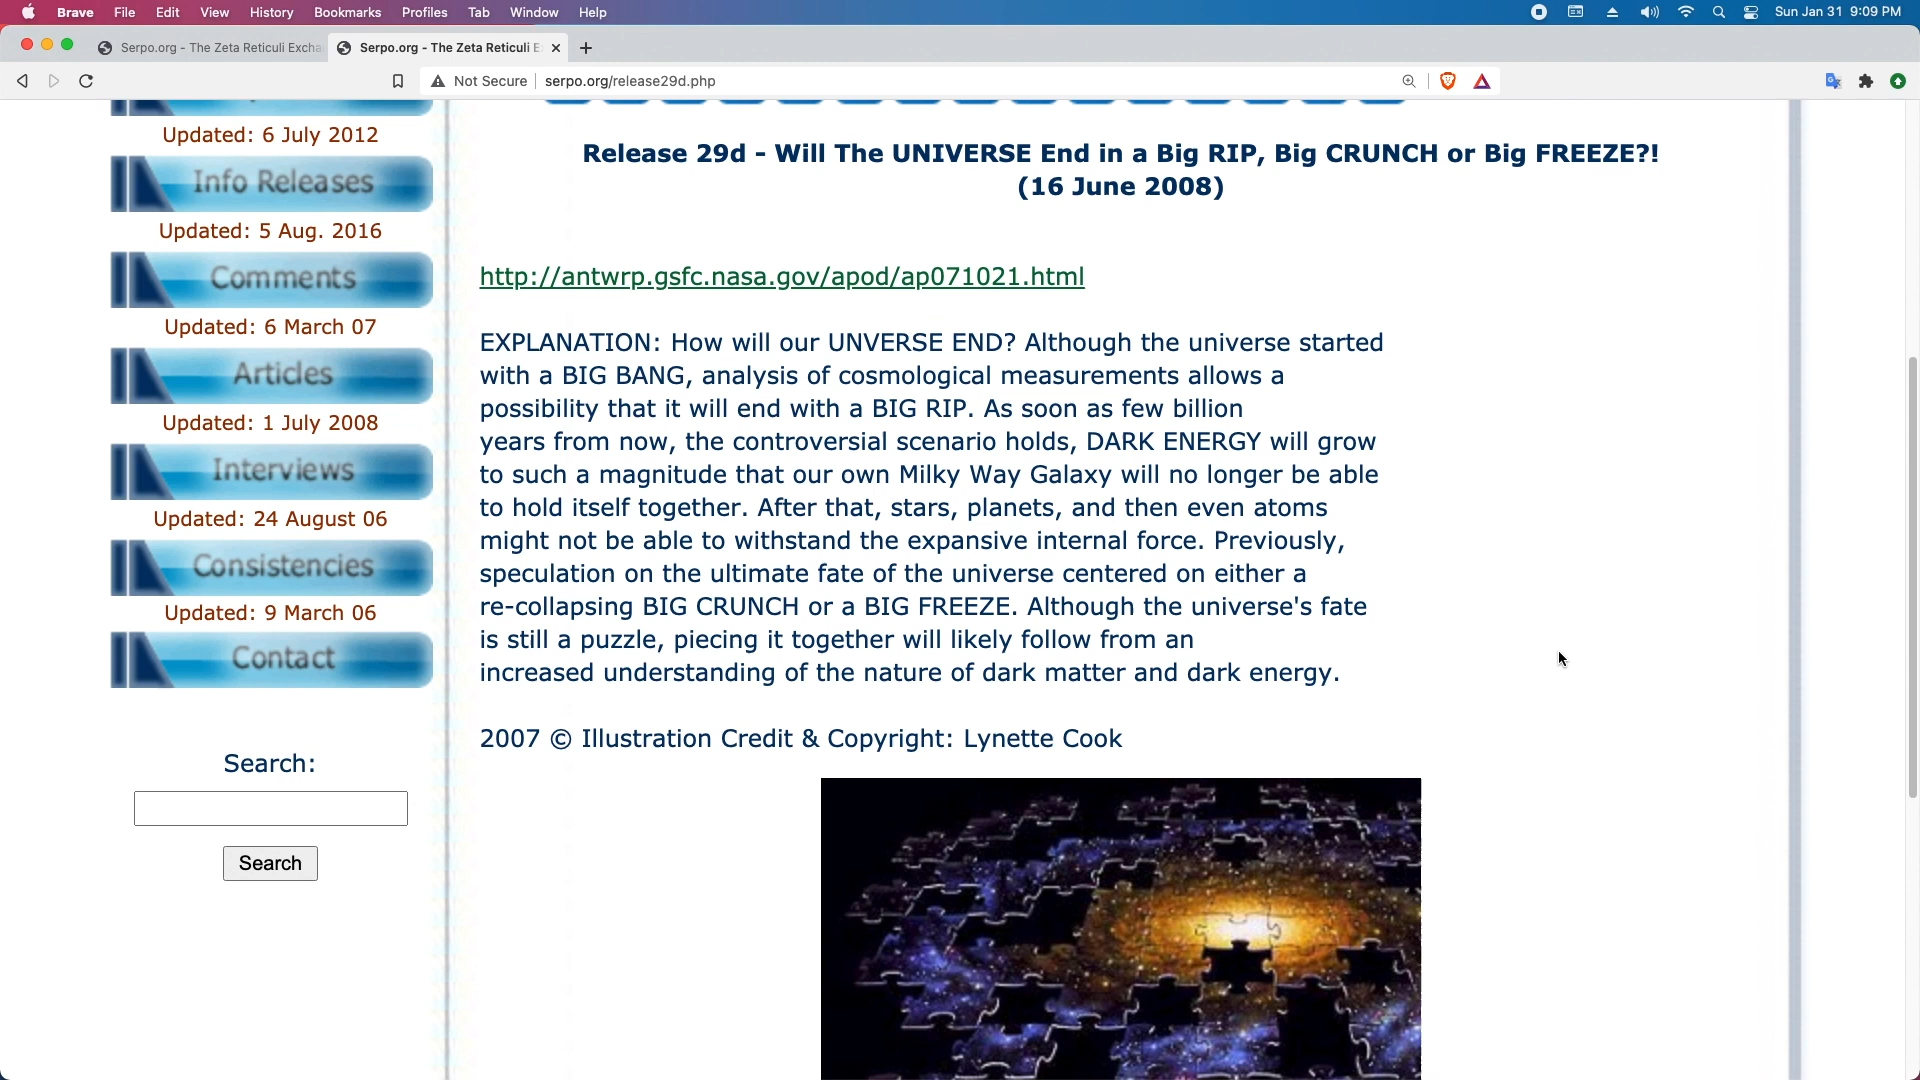 Brave File Edit View History Bookmarks Profiles Tab Window Help Sun Jan 31 9:09 PM
Serpo.org - The Zeta Reticuli Excha
Serpo.org - The Zeta Reticuli E
Not Secure serpo.org/release29d.php
Updated: 6 July 2012
Info Releases
Updated: 5 Aug. 2016
Comments
Updated: 6 March 07
Articles
Updated: 1 July 2008
Interviews
Updated: 24 August 06
Consistencies
Updated: 9 March 06
Contact
Search:
Search
Release 29d - Will The UNIVERSE End in a Big RIP, Big CRUNCH or Big FREEZE?!
(16 June 2008)
http://antwrp.gsfc.nasa.gov/apod/ap071021.html
EXPLANATION: How will our UNVERSE END? Although the universe started
with a BIG BANG, analysis of cosmological measurements allows a
possibility that it will end with a BIG RIP. As soon as few billion
years from now, the controversial scenario holds, DARK ENERGY will grow
to such a magnitude that our own Milky Way Galaxy will no longer be able
to hold itself together. After that, stars, planets, and then even atoms
might not be able to withstand the expansive internal force. Previously,
speculation on the ultimate fate of the universe centered on either a
re-collapsing BIG CRUNCH or a BIG FREEZE. Although the universe's fate
is still a puzzle, piecing it together will likely follow from an
increased understanding of the nature of dark matter and dark energy.
2007 © Illustration Credit & Copyright: Lynette Cook